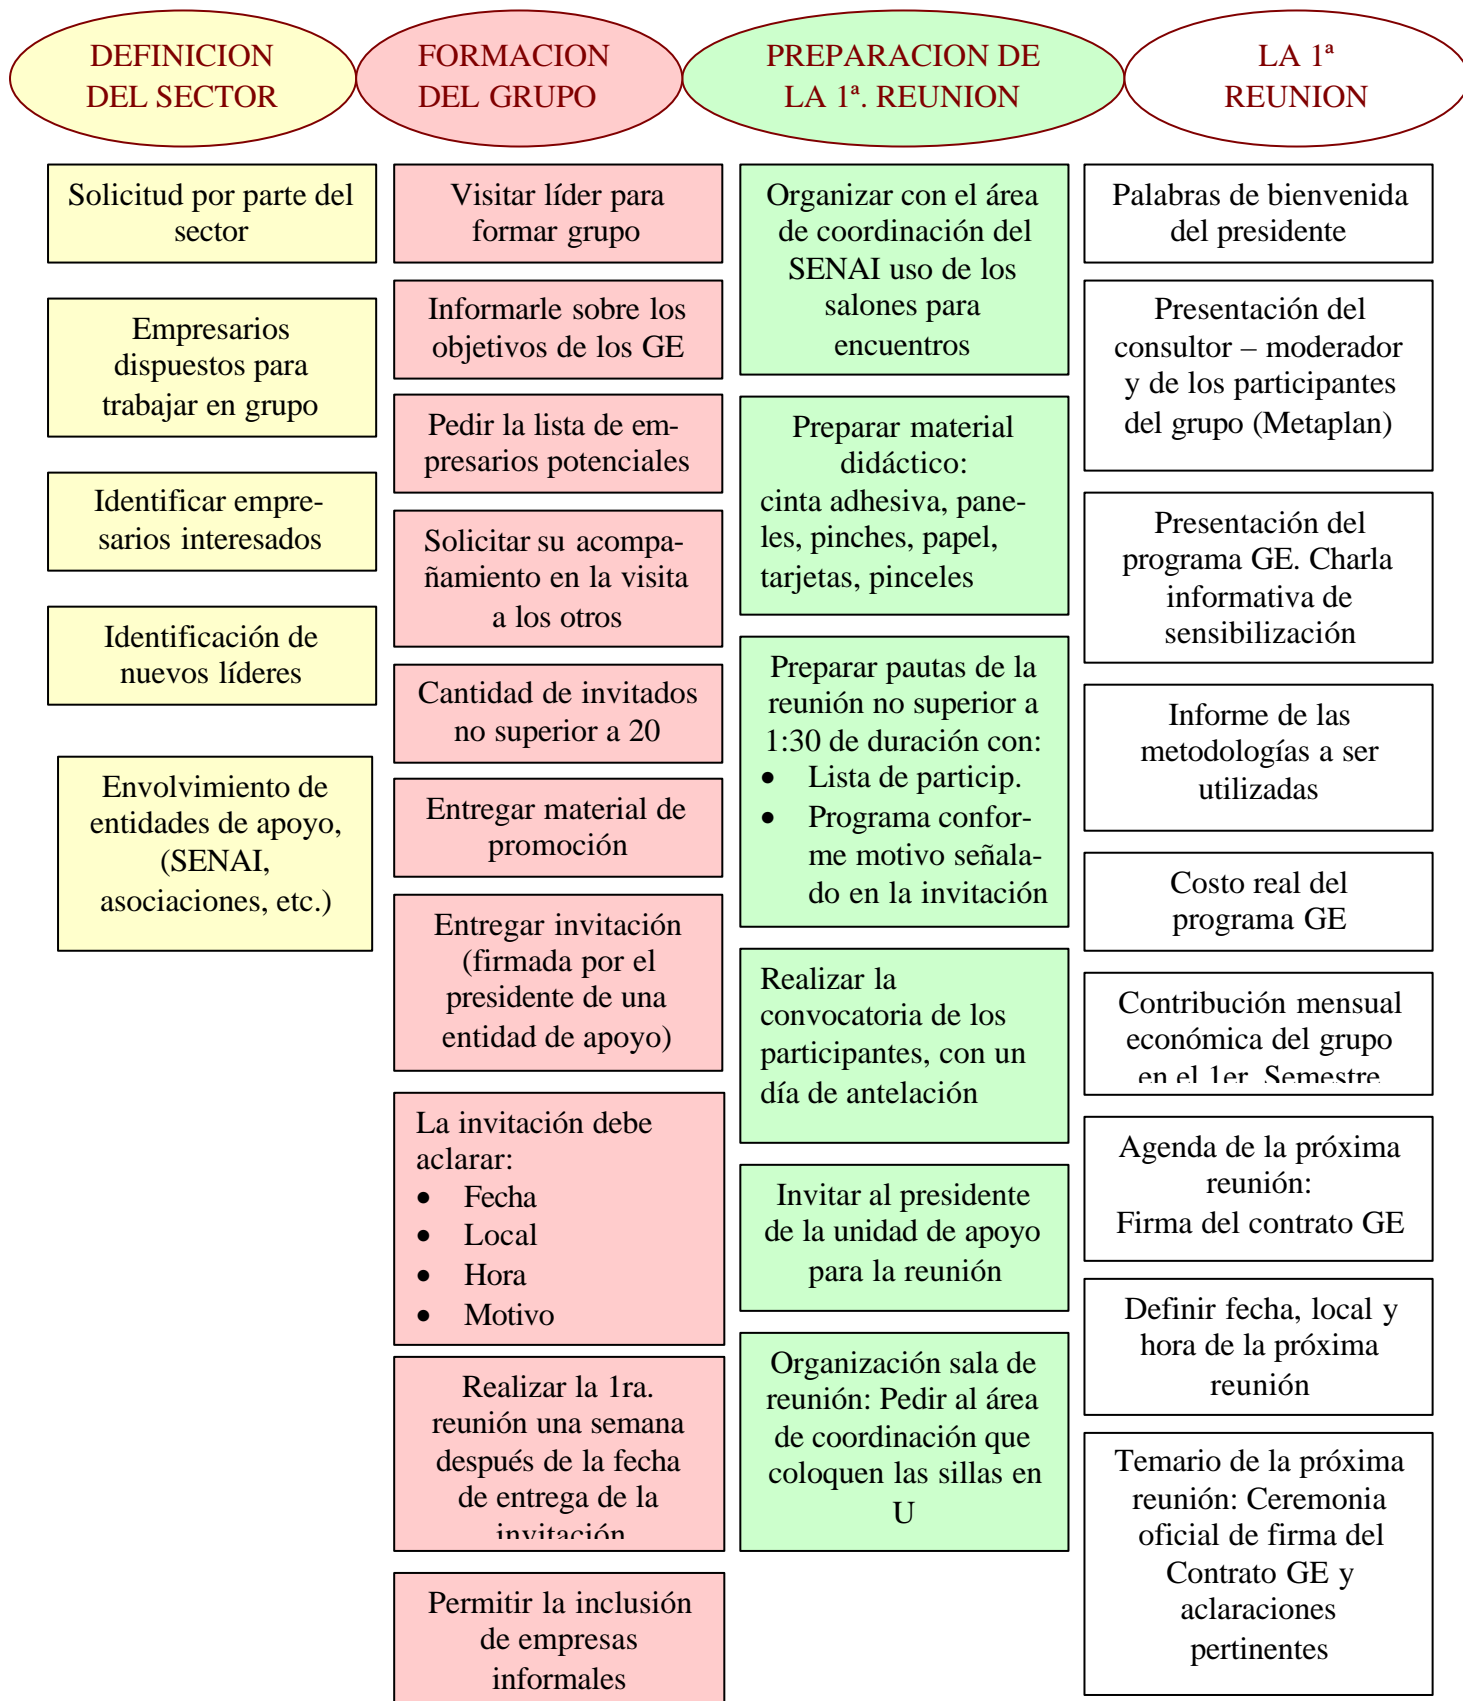 DEFINICION
DEL SECTOR
Solicitud por parte del
sector
Empresarios
dispuestos para
trabajar en grupo
Identificar empre-
sarios interesados
Identificación de
nuevos líderes
Envolvimiento de
entidades de apoyo,
(SENAI,
asociaciones, etc.)
FORMACION
DEL GRUPO
Visitar líder para
formar grupo
Informarle sobre los
objetivos de los GE
Pedir la lista de em-
presarios potenciales
Solicitar su acompa-
ñamiento en la visita
a los otros
Cantidad de invitados
no superior a 20
Entregar material de
promoción
Entregar invitación
(firmada por el
presidente de una
entidad de apoyo)
La invitación debe
aclarar:
• Fecha
• Local
• Hora
• Motivo
Realizar la 1ra.
reunión una semana
después de la fecha
de entrega de la
invitación
Permitir la inclusión
de empresas
informales
PREPARACION DE
LA 1ª. REUNION
Organizar con el área
de coordinación del
SENAI uso de los
salones para
encuentros
Preparar material
didáctico:
cinta adhesiva, pane-
les, pinches, papel,
tarjetas, pinceles
Preparar pautas de la
reunión no superior a
1:30 de duración con:
• Lista de particip.
• Programa confor-
me motivo señala-
do en la invitación
Realizar la
convocatoria de los
participantes, con un
día de antelación
Invitar al presidente
de la unidad de apoyo
para la reunión
Organización sala de
reunión: Pedir al área
de coordinación que
coloquen las sillas en
U
LA 1ª
REUNION
Palabras de bienvenida
del presidente
Presentación del
consultor – moderador
y de los participantes
del grupo (Metaplan)
Presentación del
programa GE. Charla
informativa de
sensibilización
Informe de las
metodologías a ser
utilizadas
Costo real del
programa GE
Contribución mensual
económica del grupo
en el 1er. Semestre
Agenda de la próxima
reunión:
Firma del contrato GE
Definir fecha, local y
hora de la próxima
reunión
Temario de la próxima
reunión: Ceremonia
oficial de firma del
Contrato GE y
aclaraciones
pertinentes